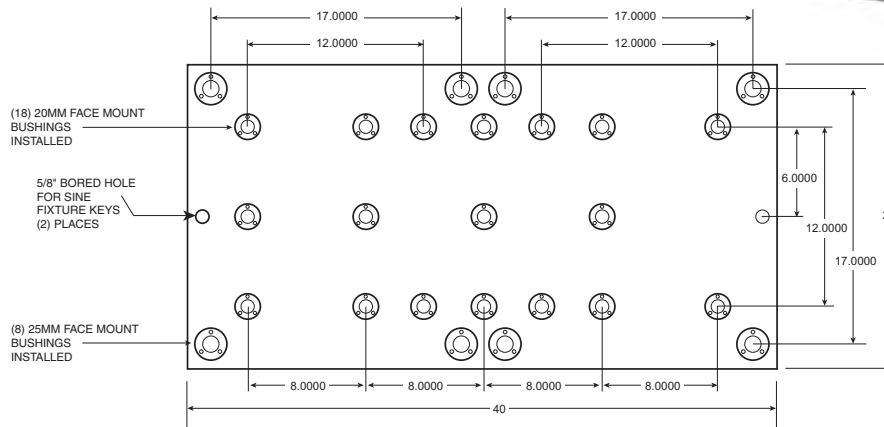 17.0000
17.0000
12.0000
12.0000
(18) 20MM FACE MOUNT
BUSHINGS
INSTALLED
5/8" BORED HOLE
FOR SINE
FIXTURE KEYS
(2) PLACES
6.0000
12.0000
17.0000
(8) 25MM FACE MOUNT
BUSHINGS
INSTALLED
8.0000
8.0000
8.0000
8.0000
40